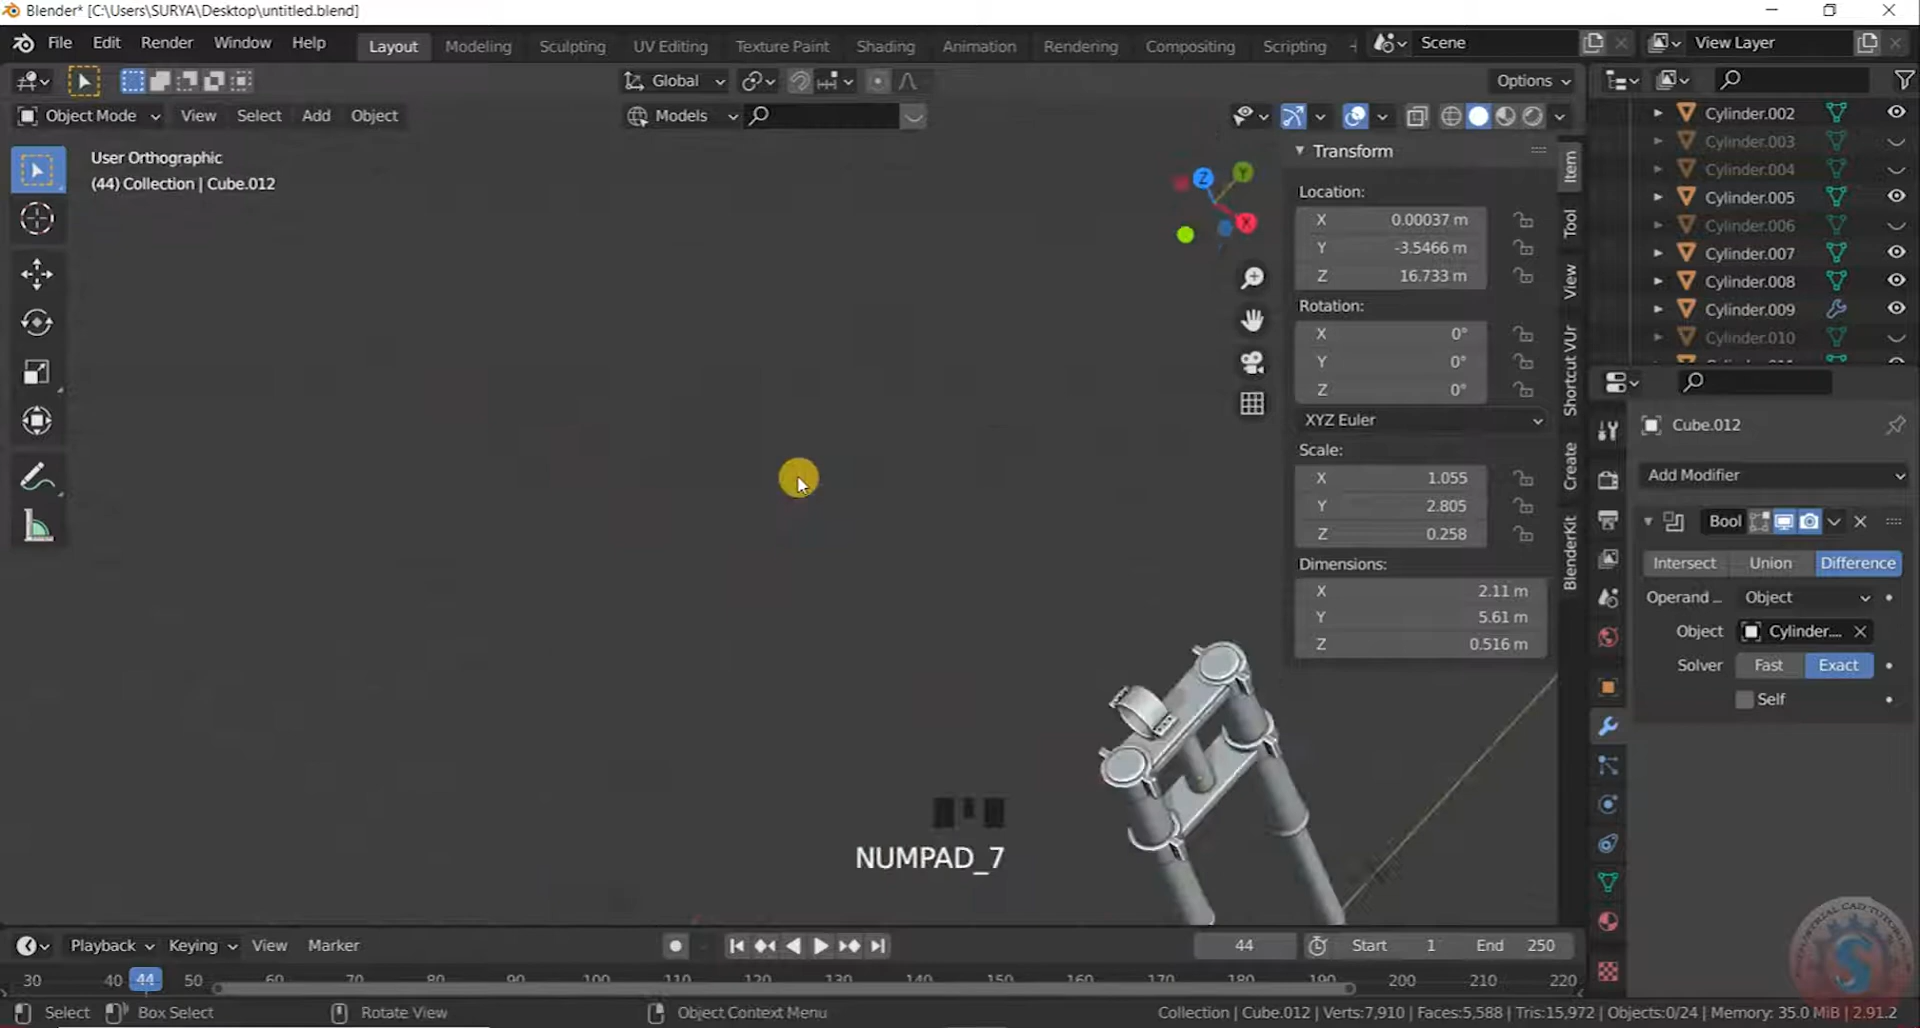 Blender* [C:\Users\SURYA\Desktop\untitled.blend]
File Edit Render Window Help Layout Modeling Sculpting UV Editing Texture Paint Shading Animation Rendering Compositing Scripting Scene View Layer
Global Options
Object Mode View Select Add Object Models
User Orthographic
(44) Collection | Cube.012
Z Y X
Transform
Location:
X 0.00037 m
Y -3.5466 m
Z 16.733 m
Rotation:
X 0°
Y 0°
Z 0°
XYZ Euler
Scale:
X 1.055
Y 2.805
Z 0.258
Dimensions:
X 2.11 m
Y 5.61 m
Z 0.516 m
Item
Tool
View
Shortcut VUr
Create
BlenderKit
Cylinder.002
Cylinder.003
Cylinder.004
Cylinder.005
Cylinder.006
Cylinder.007
Cylinder.008
Cylinder.009
Cylinder.010
Cube.012
Add Modifier
Bool
Intersect Union Difference
Operand ... Object
Object Cylinder....
Solver Fast Exact
Self
NUMPAD_7
Playback Keying View Marker 44 Start 1 End 250
30 40 44 50 60 70 80 90 100 110 120 130 140 150 160 170 180 190 200 210 220
Select Box Select Rotate View Object Context Menu Collection | Cube.012 | Verts:7,910 | Faces:5,588 | Tris:15,972 | Objects:0/24 | Memory: 35.0 MiB | 2.91.2